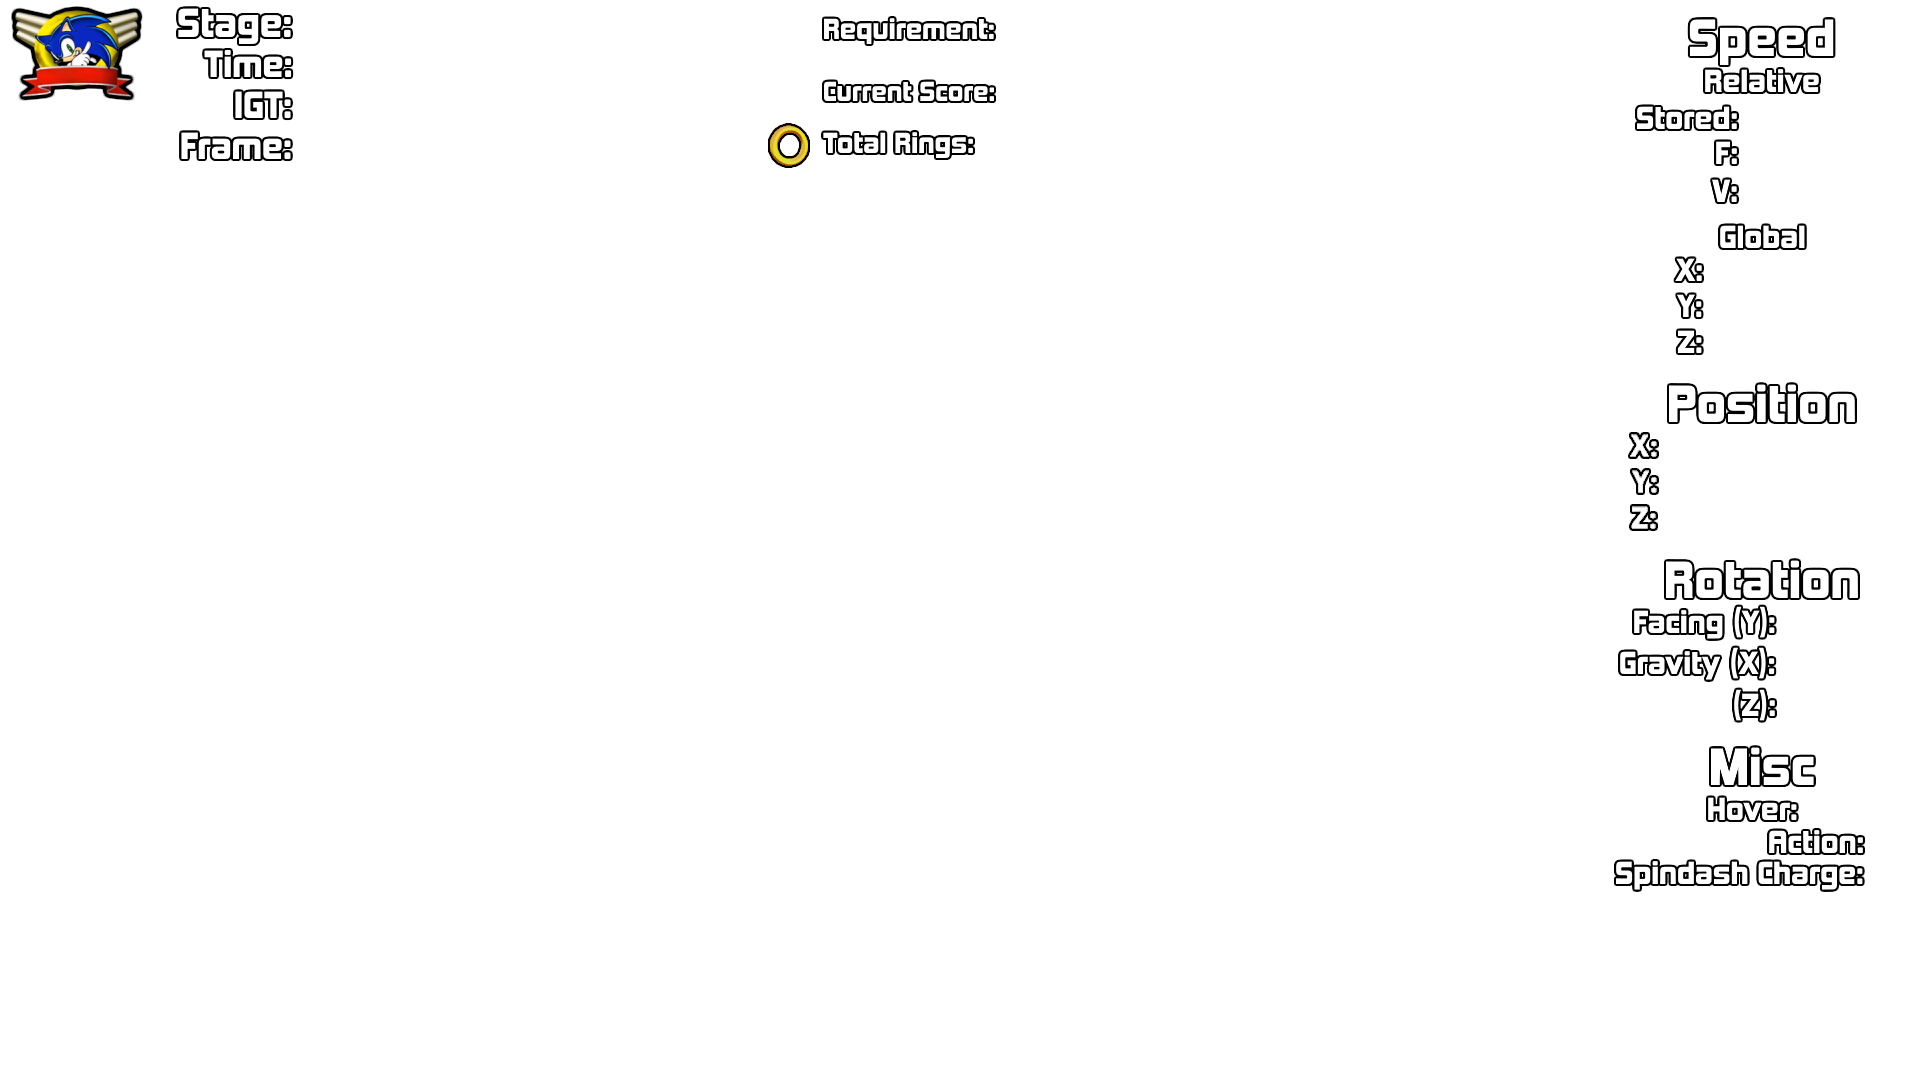 Stage:
Time:
IGT:
Frame:
Requirement:
Current Score:
Total Rings:
Speed
Relative
Stored:
F:
V:
Global
X:
Y:
Z:
Position
X:
Y:
Z:
Rotation
Facing (Y):
Gravity (X):
(Z):
Misc
Hover:
Action:
Spindash Charge: